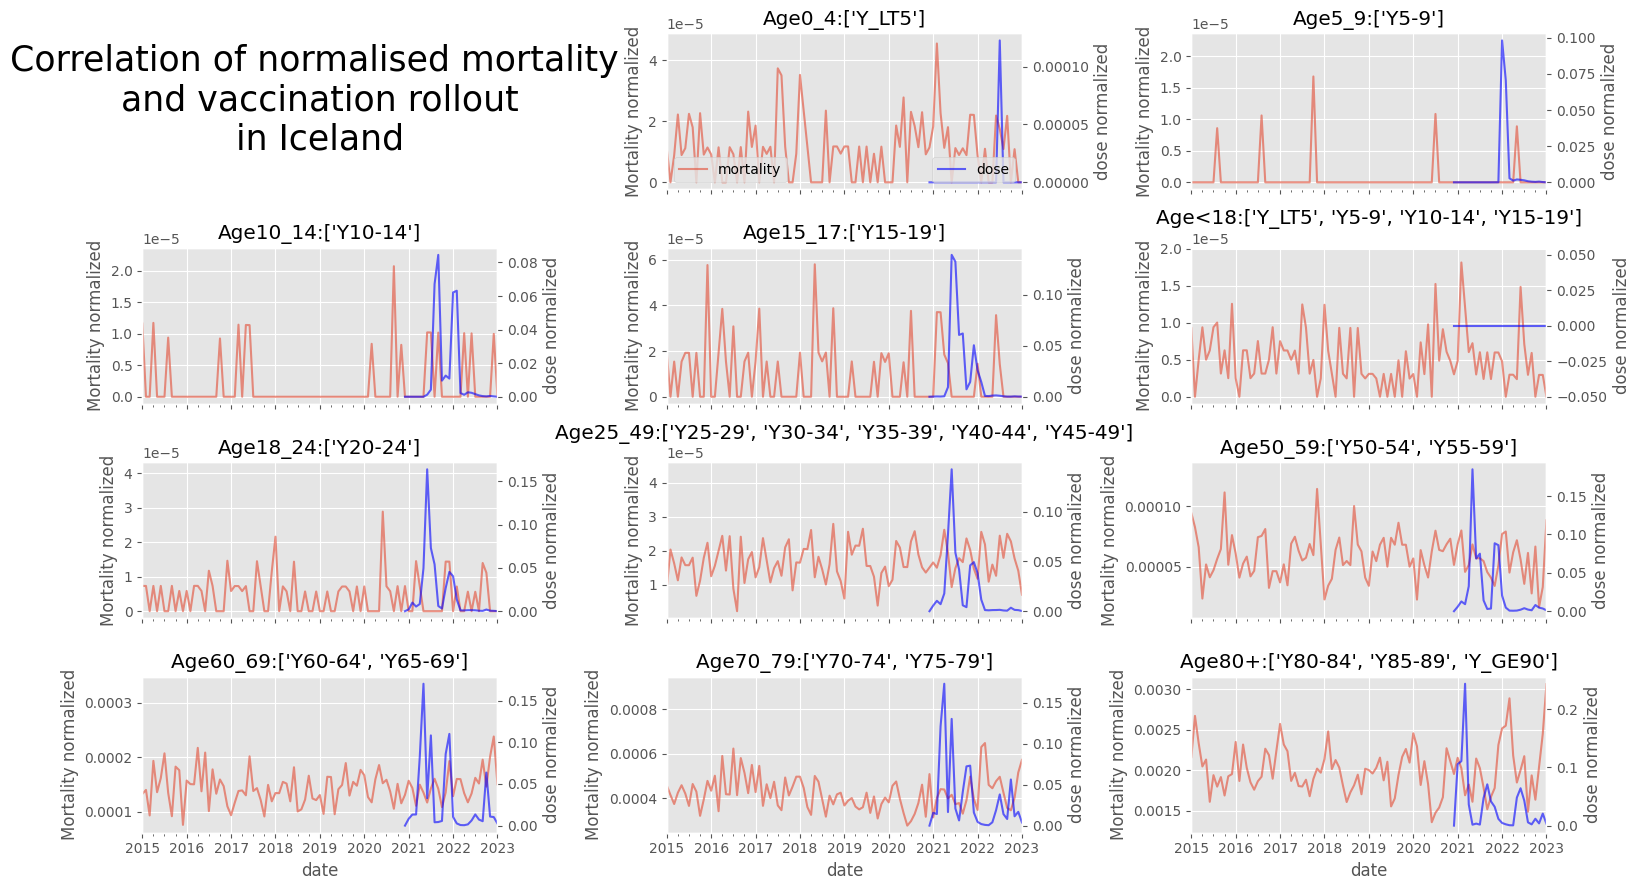 Correlation of normalised mortality
and vaccination rollout
in Iceland
Age0_4:['Y_LT5']
1e−5
Mortality normalized
4
2
0
dose normalized
0.00010
0.00005
0.00000
mortality
dose
Age5_9:['Y5-9']
1e−5
Mortality normalized
2.0
1.5
1.0
0.5
0.0
dose normalized
0.100
0.075
0.050
0.025
0.000
Age10_14:['Y10-14']
1e−5
Mortality normalized
2.0
1.5
1.0
0.5
0.0
dose normalized
0.08
0.06
0.04
0.02
0.00
Age15_17:['Y15-19']
1e−5
Mortality normalized
6
4
2
0
dose normalized
0.10
0.05
0.00
Age<18:['Y_LT5', 'Y5-9', 'Y10-14', 'Y15-19']
1e−5
Mortality normalized
2.0
1.5
1.0
0.5
0.0
dose normalized
0.050
0.025
0.000
−0.025
−0.050
Age18_24:['Y20-24']
1e−5
Mortality normalized
4
3
2
1
0
dose normalized
0.15
0.10
0.05
0.00
Age25_49:['Y25-29', 'Y30-34', 'Y35-39', 'Y40-44', 'Y45-49']
1e−5
Mortality normalized
5
4
3
2
1
dose normalized
0.10
0.05
0.00
Age50_59:['Y50-54', 'Y55-59']
Mortality normalized
0.00010
0.00005
dose normalized
0.15
0.10
0.05
0.00
Age60_69:['Y60-64', 'Y65-69']
Mortality normalized
0.0003
0.0002
0.0001
dose normalized
0.15
0.10
0.05
0.00
2015 2016 2017 2018 2019 2020 2021 2022 2023
date
Age70_79:['Y70-74', 'Y75-79']
Mortality normalized
0.0008
0.0006
0.0004
dose normalized
0.15
0.10
0.05
0.00
2015 2016 2017 2018 2019 2020 2021 2022 2023
date
Age80+:['Y80-84', 'Y85-89', 'Y_GE90']
Mortality normalized
0.0030
0.0025
0.0020
0.0015
dose normalized
0.2
0.1
0.0
2015 2016 2017 2018 2019 2020 2021 2022 2023
date